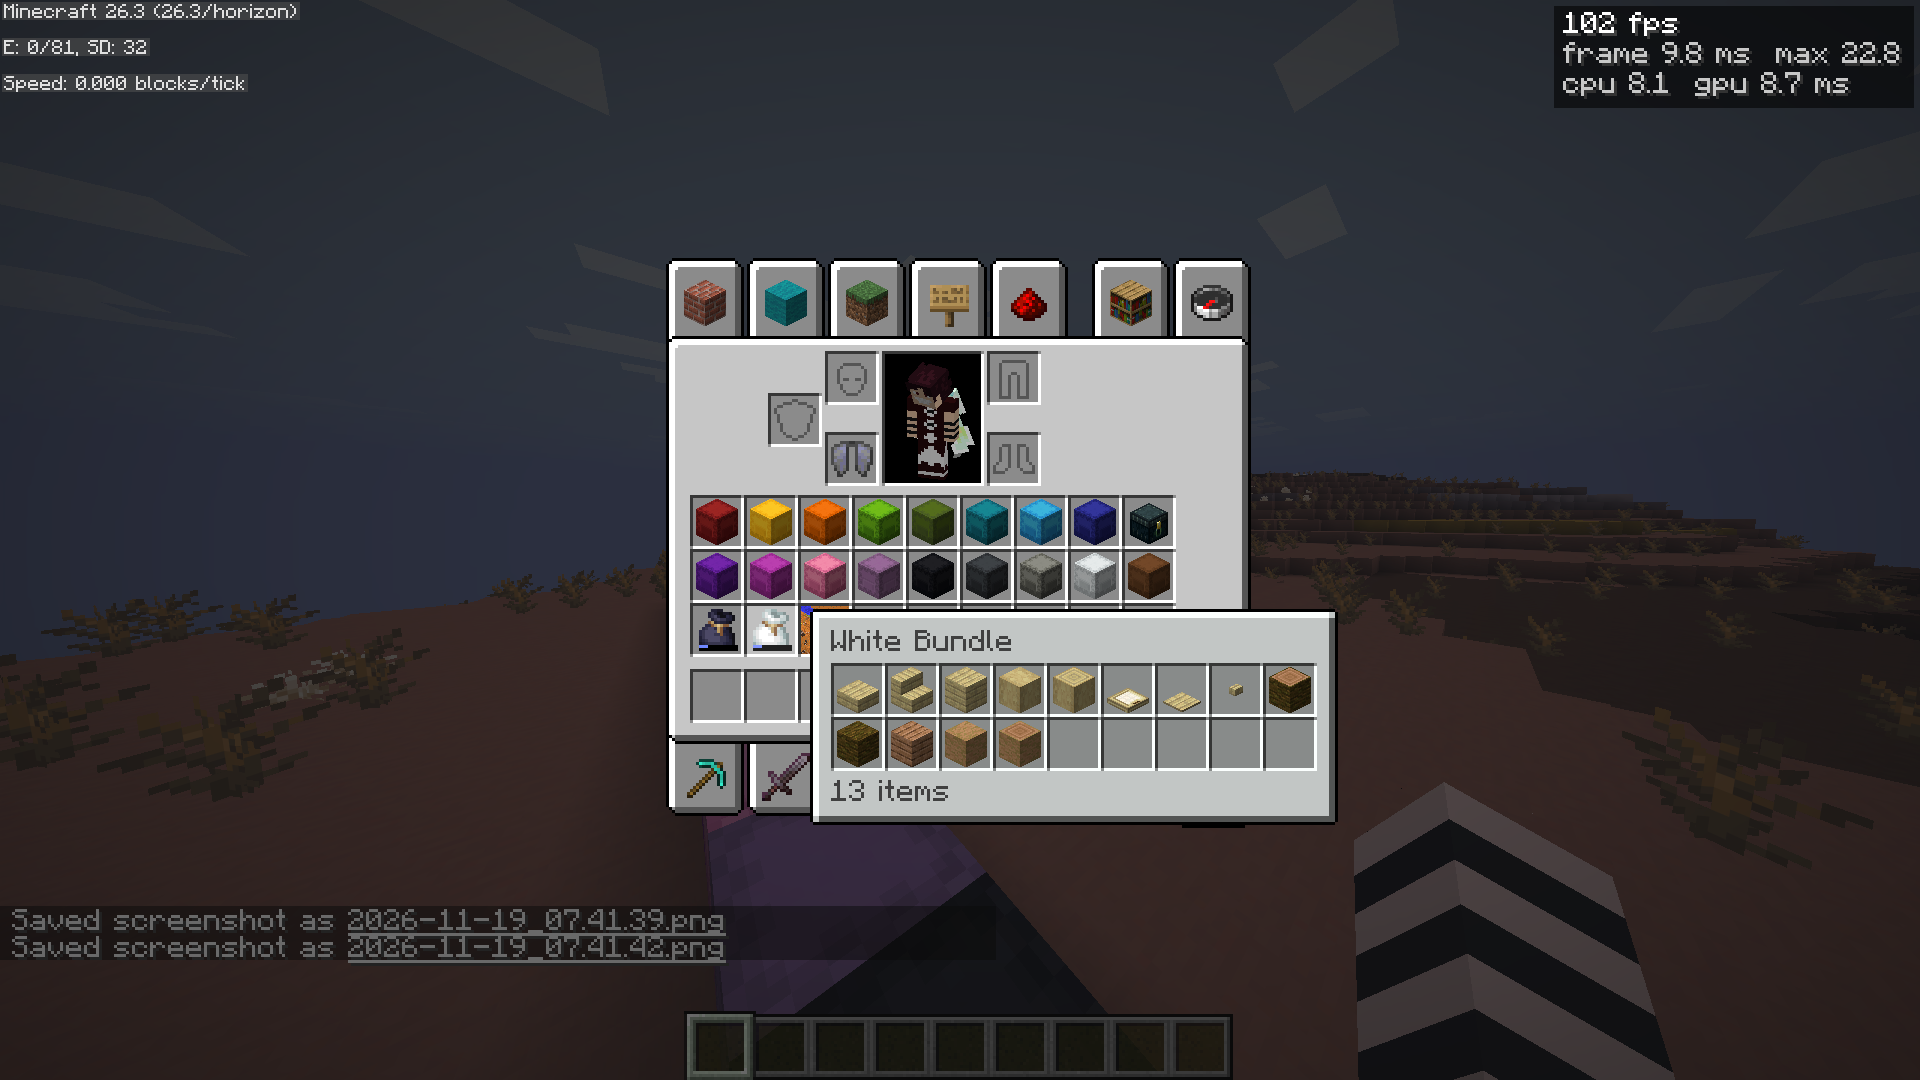 Minecraft 26.3 (26.3/horizon)
E: 0/81, SD: 32
Speed: 0.000 blocks/tick
102 fps
frame 9.8 ms max 22.8
cpu 8.1 gpu 8.7 ms
White Bundle
13 items
Saved screenshot as 2026-11-19_07.41.39.png
Saved screenshot as 2026-11-19_07.41.42.png